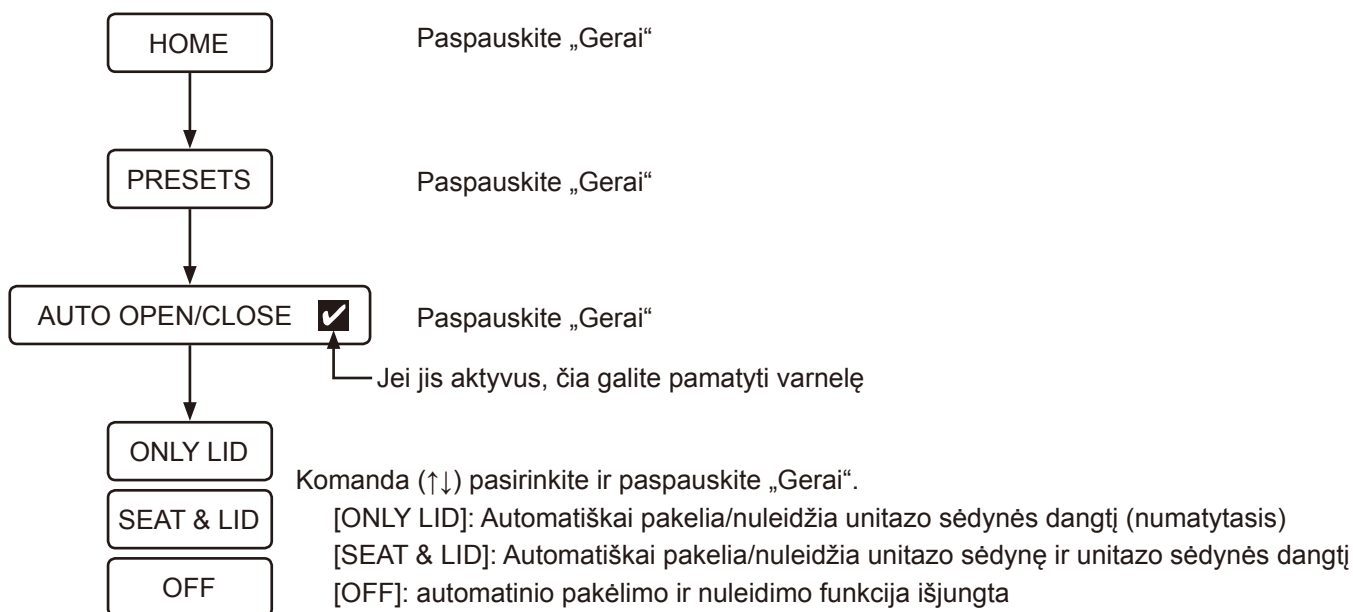 HOME Paspauskite „Gerai“
PRESETS Paspauskite „Gerai“
AUTO OPEN/CLOSE ✔ Paspauskite „Gerai“
Jei jis aktyvus, čia galite pamatyti varnelę
ONLY LID
Komanda (↑↓) pasirinkite ir paspauskite „Gerai“.
SEAT & LID
[ONLY LID]: Automatiškai pakelia/nuleidžia unitazo sėdynės dangtį (numatytasis)
[SEAT & LID]: Automatiškai pakelia/nuleidžia unitazo sėdynę ir unitazo sėdynės dangtį
OFF
[OFF]: automatinio pakėlimo ir nuleidimo funkcija išjungta